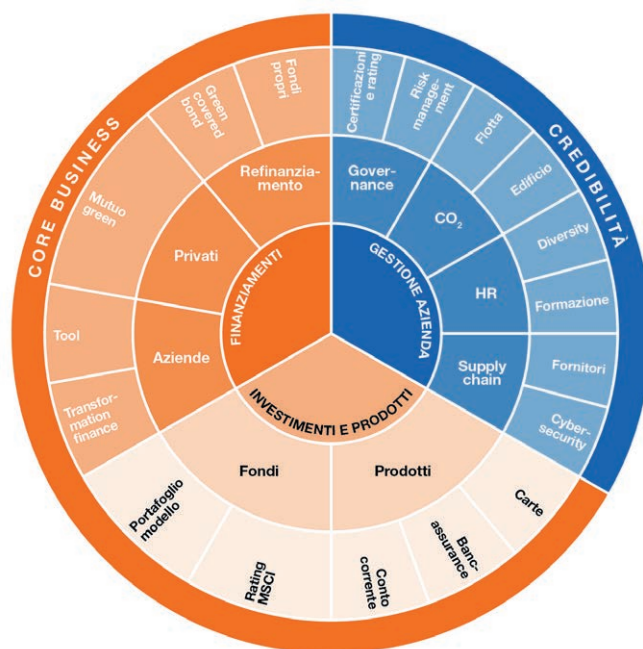 CORE BUSINESS
CREDIBILITÀ
FINANZIAMENTI
GESTIONE AZIENDA
INVESTIMENTI E PRODOTTI
Refinanzia-
mento
Privati
Aziende
Fondi
propri
Green
covered
bond
Mutuo
green
Tool
Transfor-
mation
finance
Gover-
nance
CO₂
HR
Supply
chain
Certificazioni
e rating
Risk
manage-
ment
Flotta
Edificio
Diversity
Formazione
Fornitori
Cyber-
security
Fondi
Prodotti
Portafoglio
modello
Rating
MSCI
Conto
corrente
Banc-
assurance
Carte